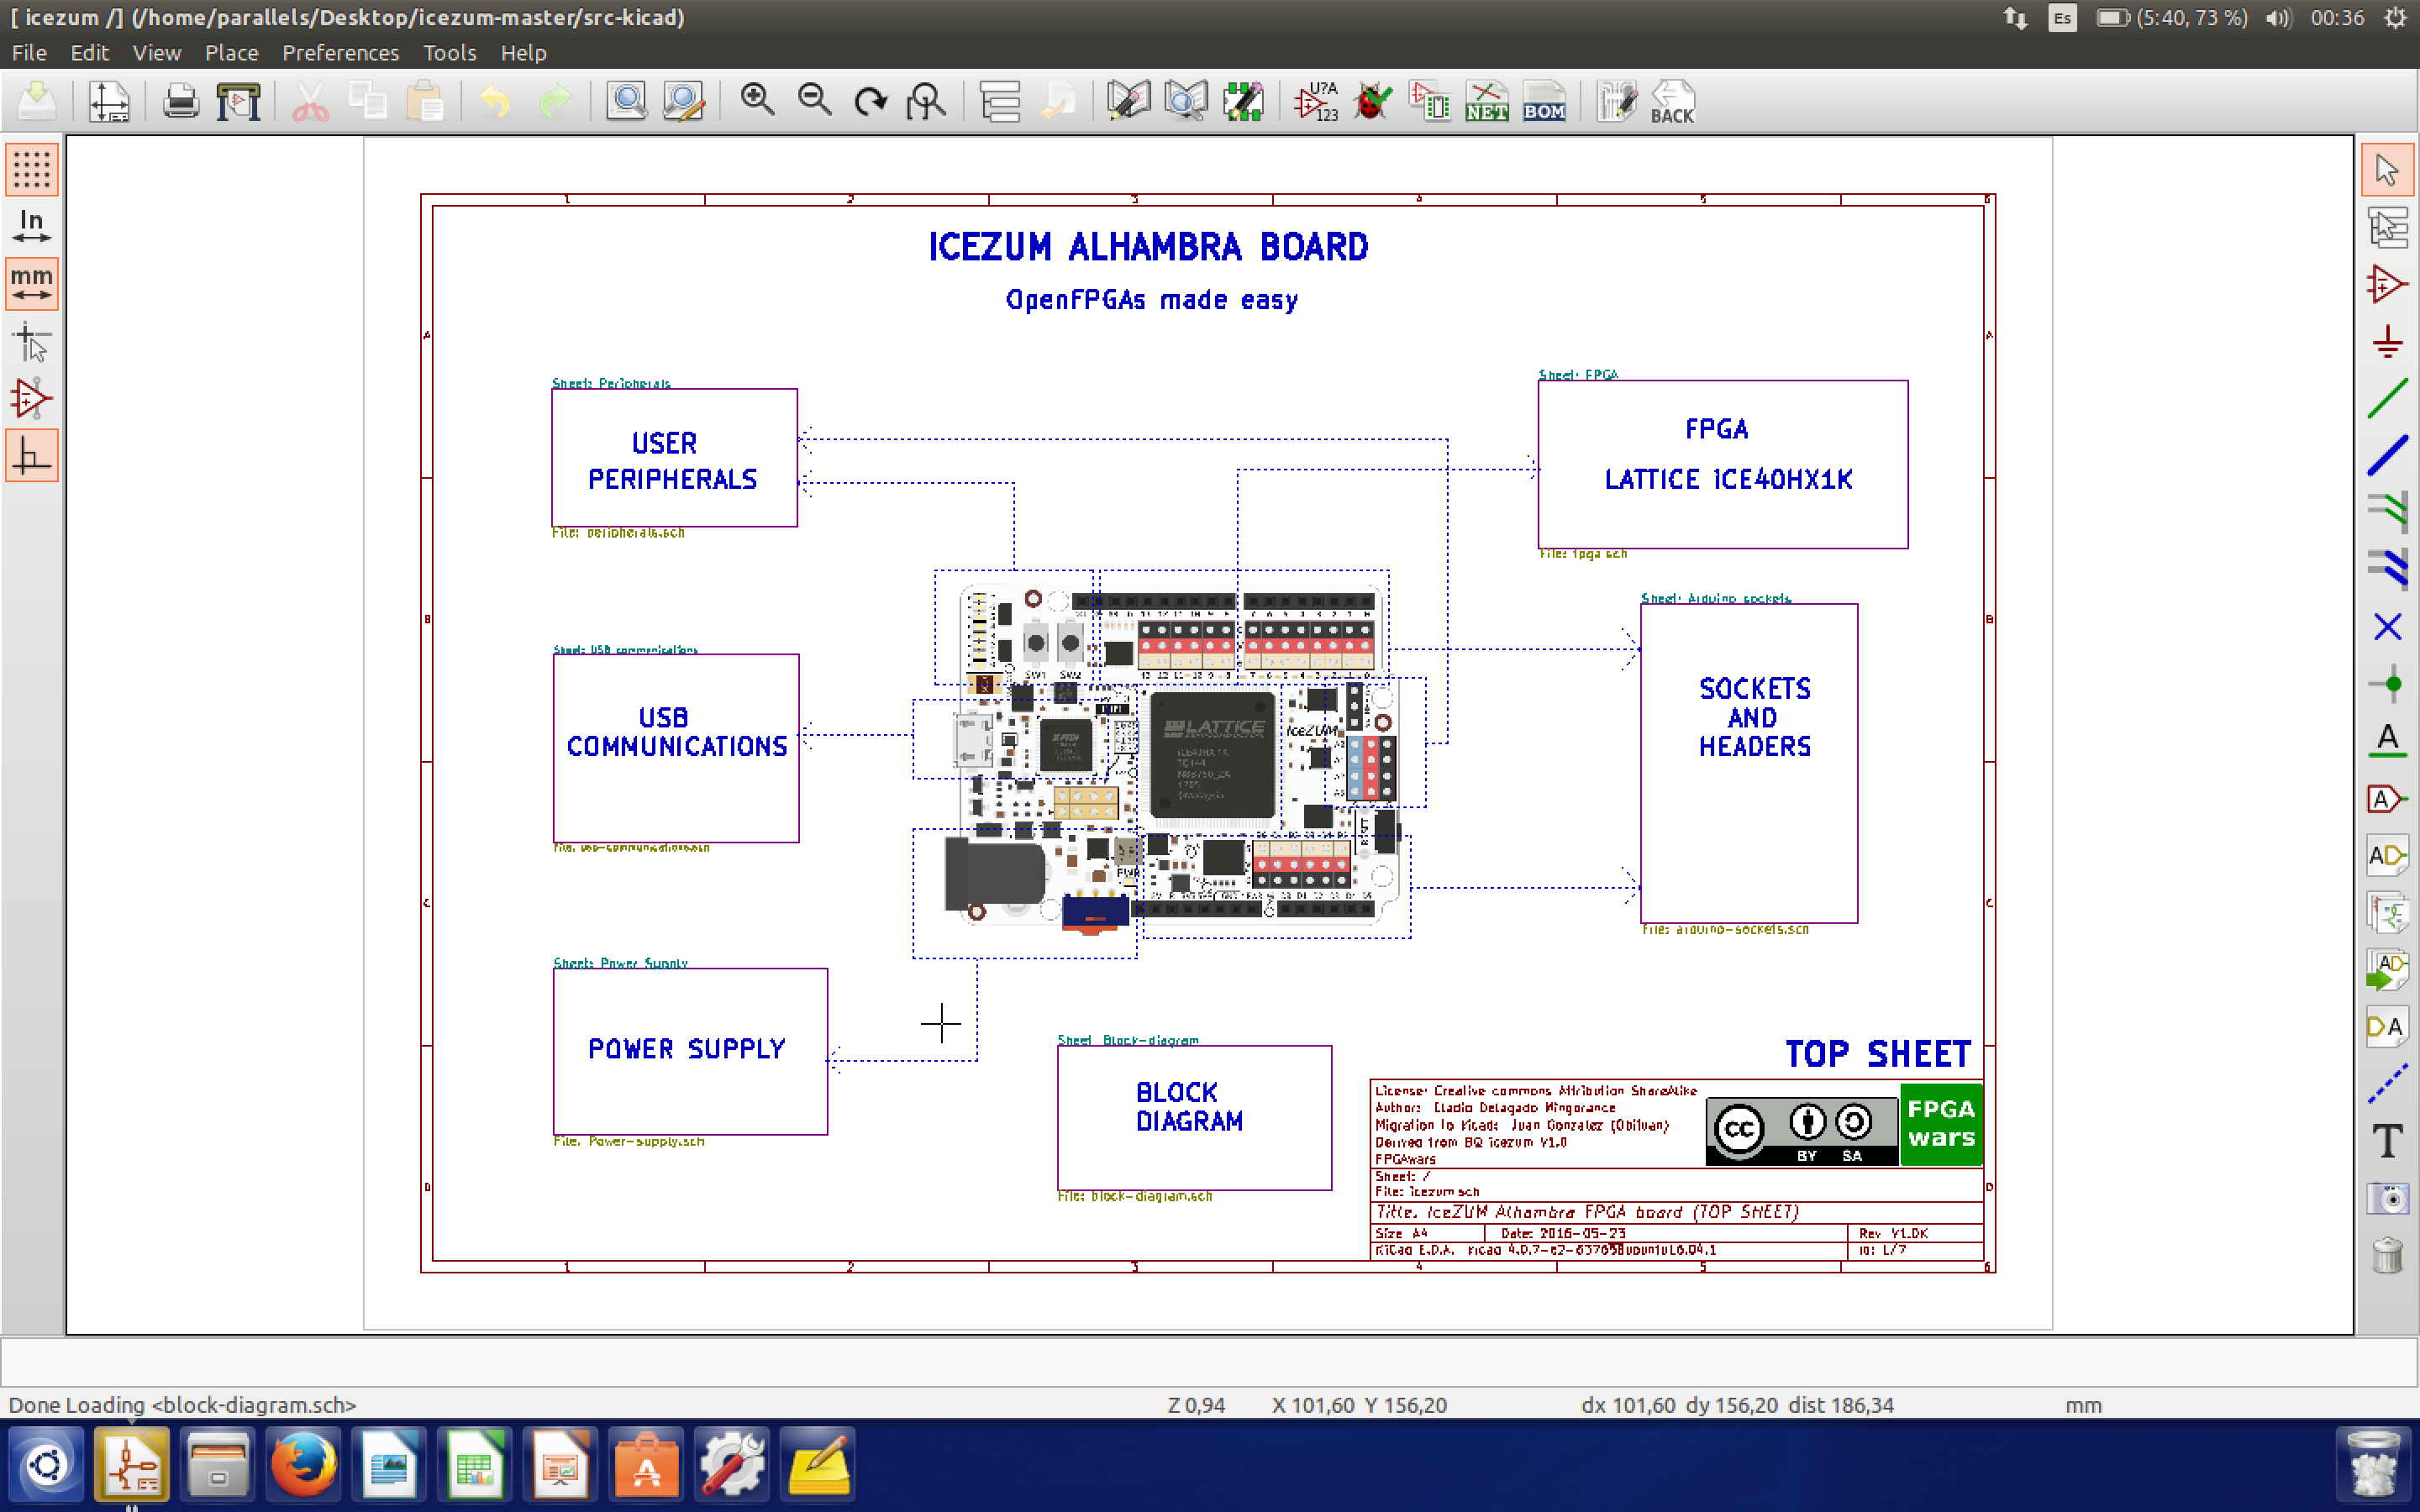 [ icezum /] (/home/parallels/Desktop/icezum-master/src-kicad)
Es
(5:40, 73 %)
00:36
File Edit View Place Preferences Tools Help
U?A
123
NET
BOM
BACK
In
mm
ICEZUM ALHAMBRA BOARD
OpenFPGAs made easy
Sheet: Peripherals
USER
PERIPHERALS
File: peripherals.sch
Sheet: FPGA
FPGA
LATTICE iCE40HX1K
File: fpga.sch
Sheet: USB communications
USB
COMMUNICATIONS
File: usb-communications.sch
Sheet: Arduino sockets
SOCKETS
AND
HEADERS
File: arduino-sockets.sch
SW1 SW2
LATTICE
iCE40HX1K
IceZUM
PWR
Sheet: Power Supply
POWER SUPPLY
File: Power-supply.sch
Sheet: Block-diagram
BLOCK
DIAGRAM
File: block-diagram.sch
TOP SHEET
License: Creative commons Attribution ShareAlike
Author: Eladio Delagado Mingorance
Migration to Kicad: Juan Gonzalez (Obijuan)
Derived from BQ icezum V1.0
FPGAwars
cc
BY SA
FPGA
wars
Sheet: /
File: icezum.sch
Title: IceZUM Alhambra FPGA board (TOP SHEET)
Size: A4 Date: 2016-05-23 Rev: V1.0K
KiCad E.D.A. kicad 4.0.7-e2-6376~58~ubuntu16.04.1 Id: 1/7
Done Loading <block-diagram.sch>
Z 0,94
X 101,60 Y 156,20
dx 101,60 dy 156,20 dist 186,34
mm